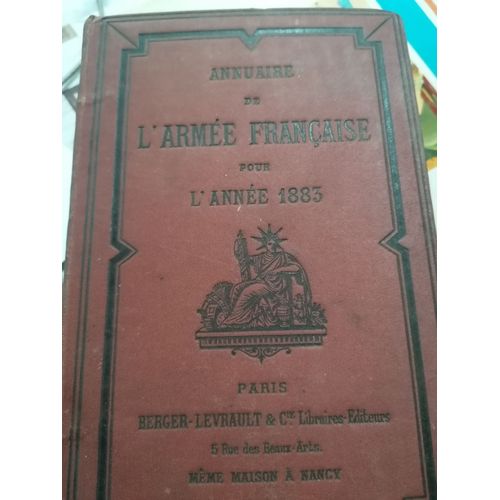 ANNUAIRE
DE
L'ARMÉE FRANÇAISE
POUR
L'ANNÉE 1883
PARIS
BERGER-LEVRAULT & Cie Libraires-Editeurs
5 Rue des Beaux-Arts.
MÊME MAISON À NANCY